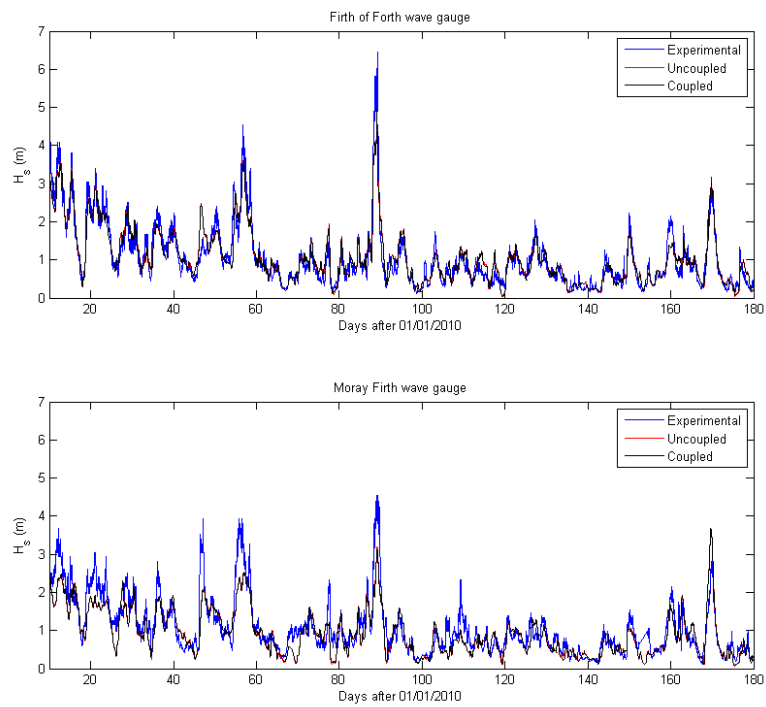 Firth of Forth wave gauge
7
6
5
4
3
2
1
0
H_s (m)
Experimental
Uncoupled
Coupled
20 40 60 80 100 120 140 160 180
Days after 01/01/2010
Moray Firth wave gauge
7
6
5
4
3
2
1
0
H_s (m)
Experimental
Uncoupled
Coupled
20 40 60 80 100 120 140 160 180
Days after 01/01/2010